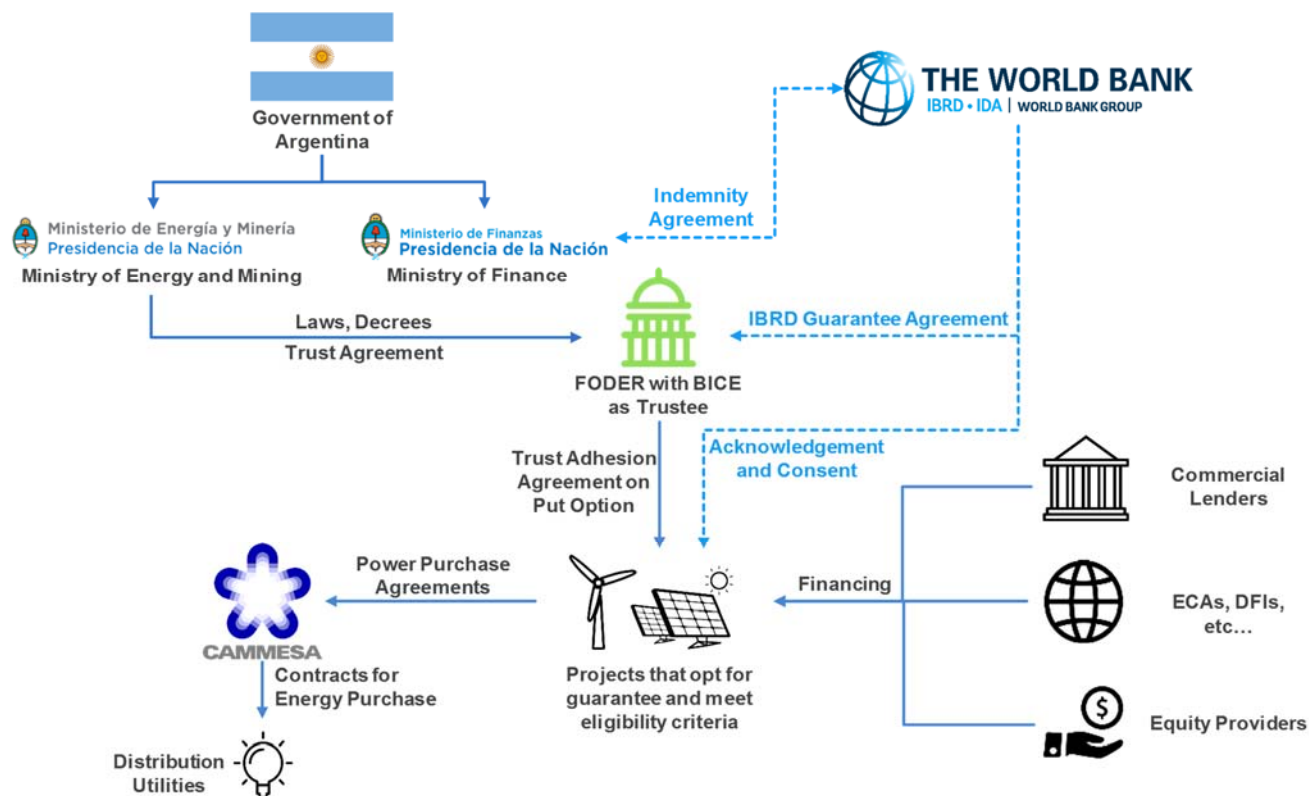 Government of
Argentina
THE WORLD BANK
IBRD • IDA | WORLD BANK GROUP
Indemnity
Agreement
Ministerio de Energía y Minería
Presidencia de la Nación
Ministry of Energy and Mining
Ministerio de Finanzas
Presidencia de la Nación
Ministry of Finance
Laws, Decrees
Trust Agreement
IBRD Guarantee Agreement
FODER with BICE
as Trustee
Trust Adhesion
Agreement on
Put Option
Acknowledgement
and Consent
Commercial
Lenders
Power Purchase
Agreements
Financing
ECAs, DFIs,
etc…
CAMMESA
Contracts for
Energy Purchase
Projects that opt for
guarantee and meet
eligibility criteria
$
Equity Providers
Distribution
Utilities